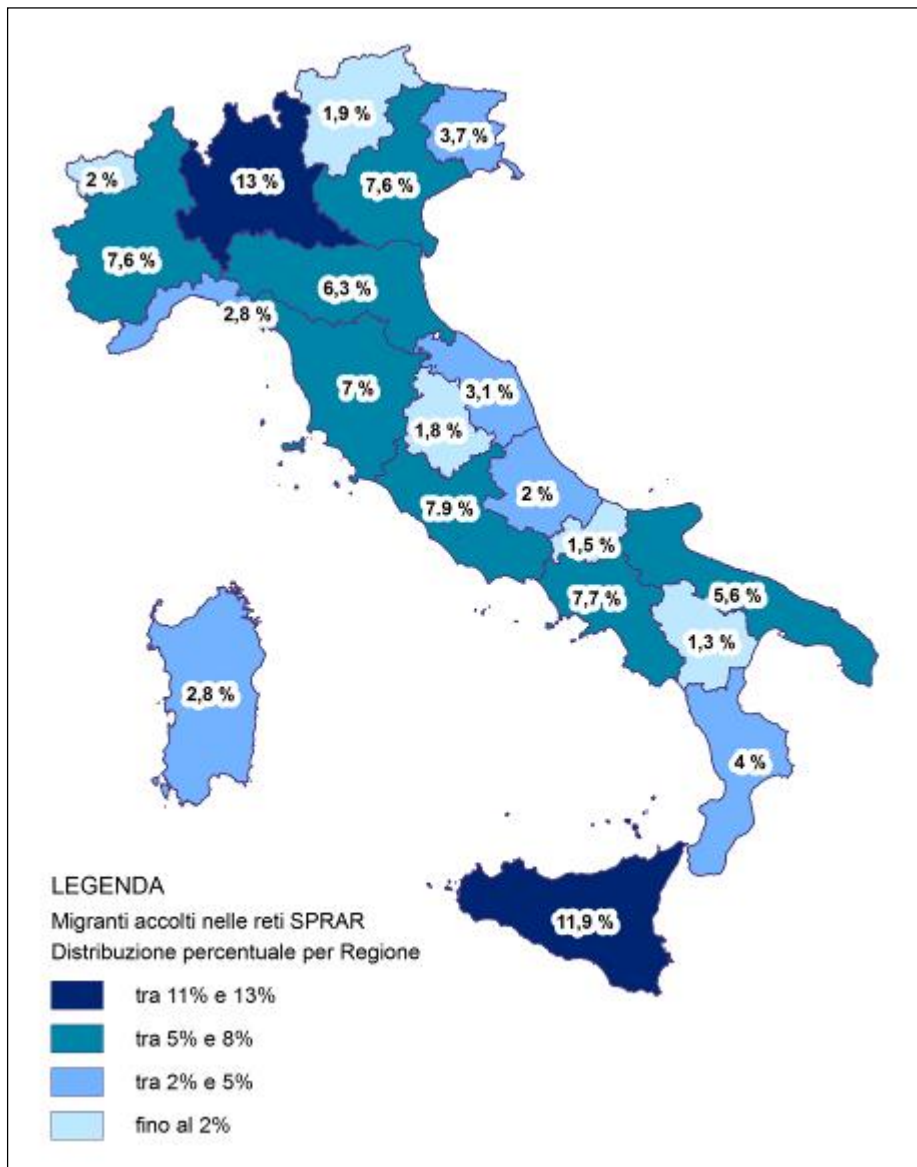 1,9 %
3,7 %
2 %
13 %
7,6 %
7,6 %
6,3 %
2,8 %
7 %
3,1 %
1,8 %
7.9 %
2 %
1,5 %
7,7 %
5,6 %
1,3 %
2,8 %
4 %
11,9 %
LEGENDA
Migranti accolti nelle reti SPRAR
Distribuzione percentuale per Regione
tra 11% e 13%
tra 5% e 8%
tra 2% e 5%
fino al 2%